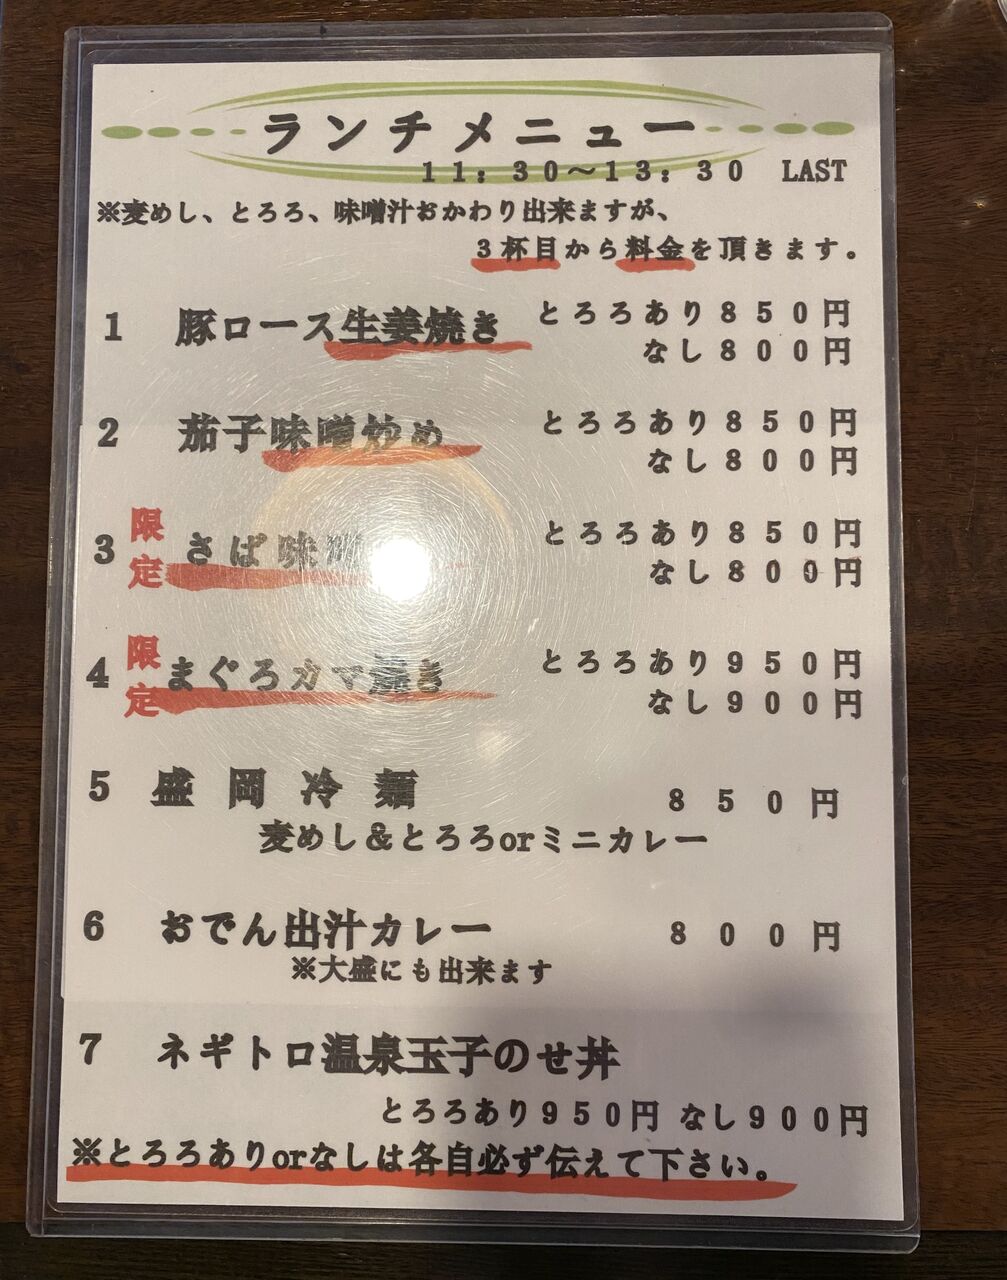 ランチメニュー
11:30〜13:30 LAST
※麦めし、とろろ、味噌汁おかわり出来ますが、
3杯目から料金を頂きます。
1 豚ロース生姜焼き とろろあり850円
なし800円
2 茄子味噌炒め とろろあり850円
なし800円
3 限定 さば味噌 とろろあり850円
なし800円
4 限定 まぐろカマ焼き とろろあり950円
なし900円
5 盛岡冷麺 850円
麦めし&とろろorミニカレー
6 おでん出汁カレー 800円
※大盛にも出来ます
7 ネギトロ温泉玉子のせ丼
とろろあり950円 なし900円
※とろろありorなしは各自必ず伝えて下さい。